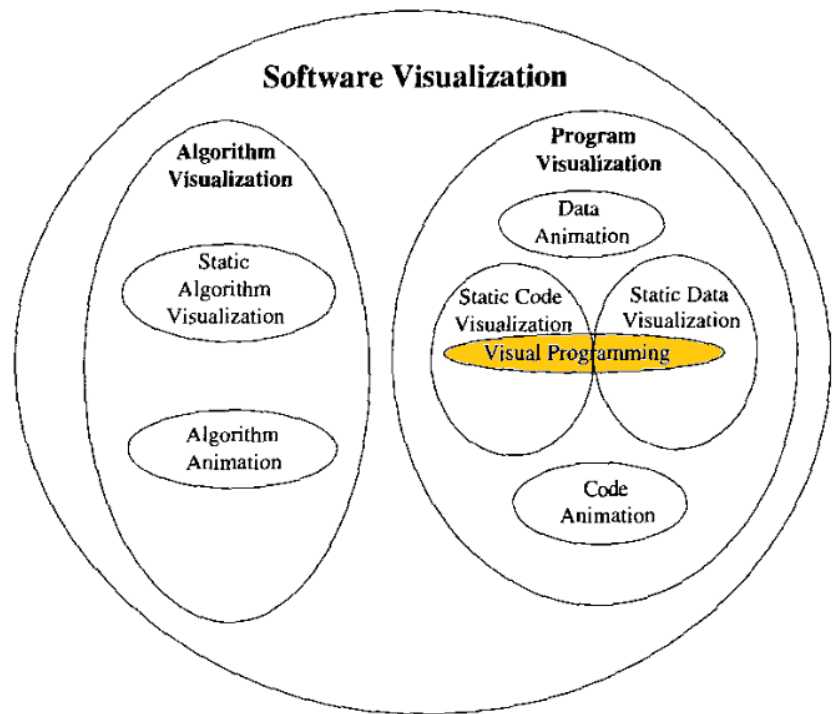 Software Visualization
Algorithm
Visualization
Static
Algorithm
Visualization
Algorithm
Animation
Program
Visualization
Data
Animation
Static Code
Visualization
Static Data
Visualization
Visual Programming
Code
Animation